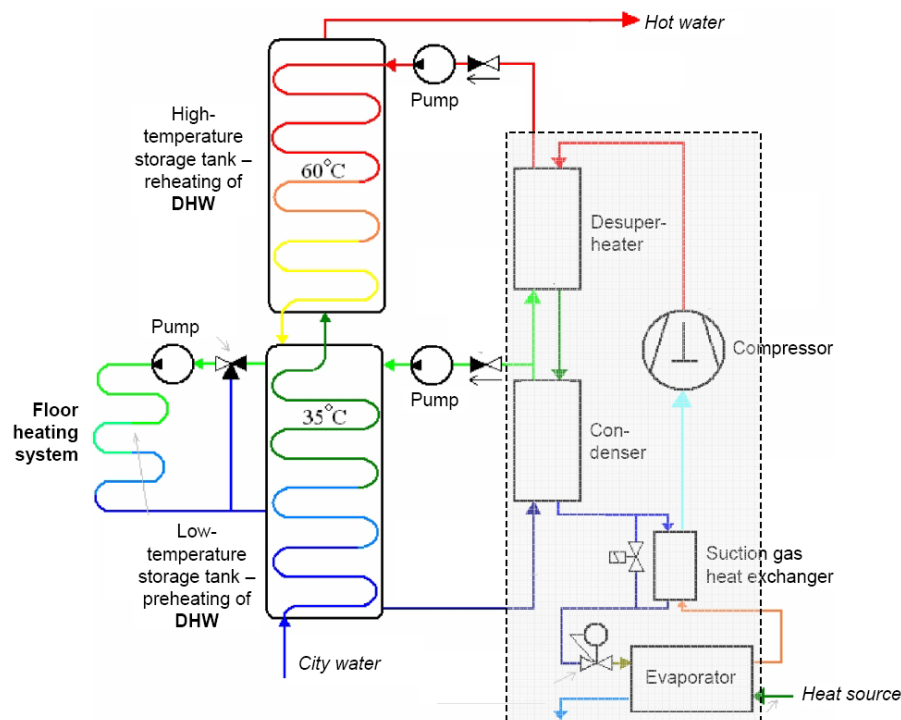 Hot water
Pump
High-
temperature
storage tank –
reheating of
DHW
60°C
Desuper-
heater
Pump
Compressor
Pump
Floor
heating
system
35°C
Con-
denser
Low-
temperature
storage tank –
preheating of
DHW
Suction gas
heat exchanger
City water
Evaporator
Heat source